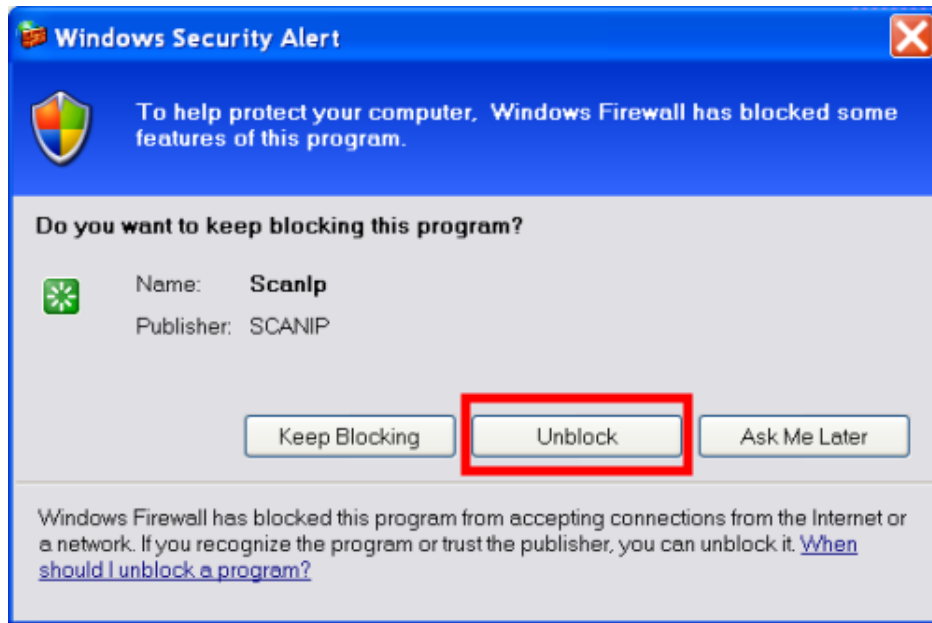 Windows Security Alert
To help protect your computer, Windows Firewall has blocked some
features of this program.
Do you want to keep blocking this program?
Name: ScanIp
Publisher: SCANIP
Keep Blocking Unblock Ask Me Later
Windows Firewall has blocked this program from accepting connections from the Internet or
a network. If you recognize the program or trust the publisher, you can unblock it. When
should I unblock a program?